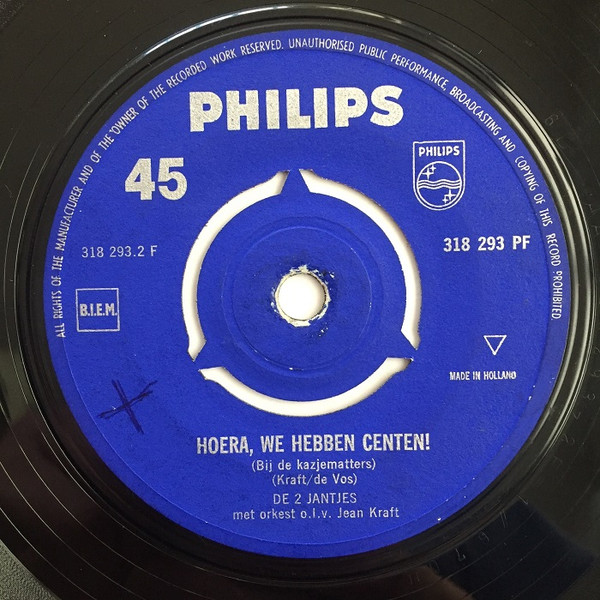 ALL RIGHTS OF THE MANUFACTURER AND OF THE OWNER OF THE RECORDED WORK RESERVED. UNAUTHORISED PUBLIC PERFORMANCE, BROADCASTING AND COPYING OF THIS RECORD PROHIBITED.
PHILIPS
45
PHILIPS
318 293.2 F
318 293 PF
B.I.E.M.
MADE IN HOLLAND
HOERA, WE HEBBEN CENTEN!
(Bij de kazjematters)
(Kraft/de Vos)
DE 2 JANTJES
met orkest o.l.v. Jean Kraft